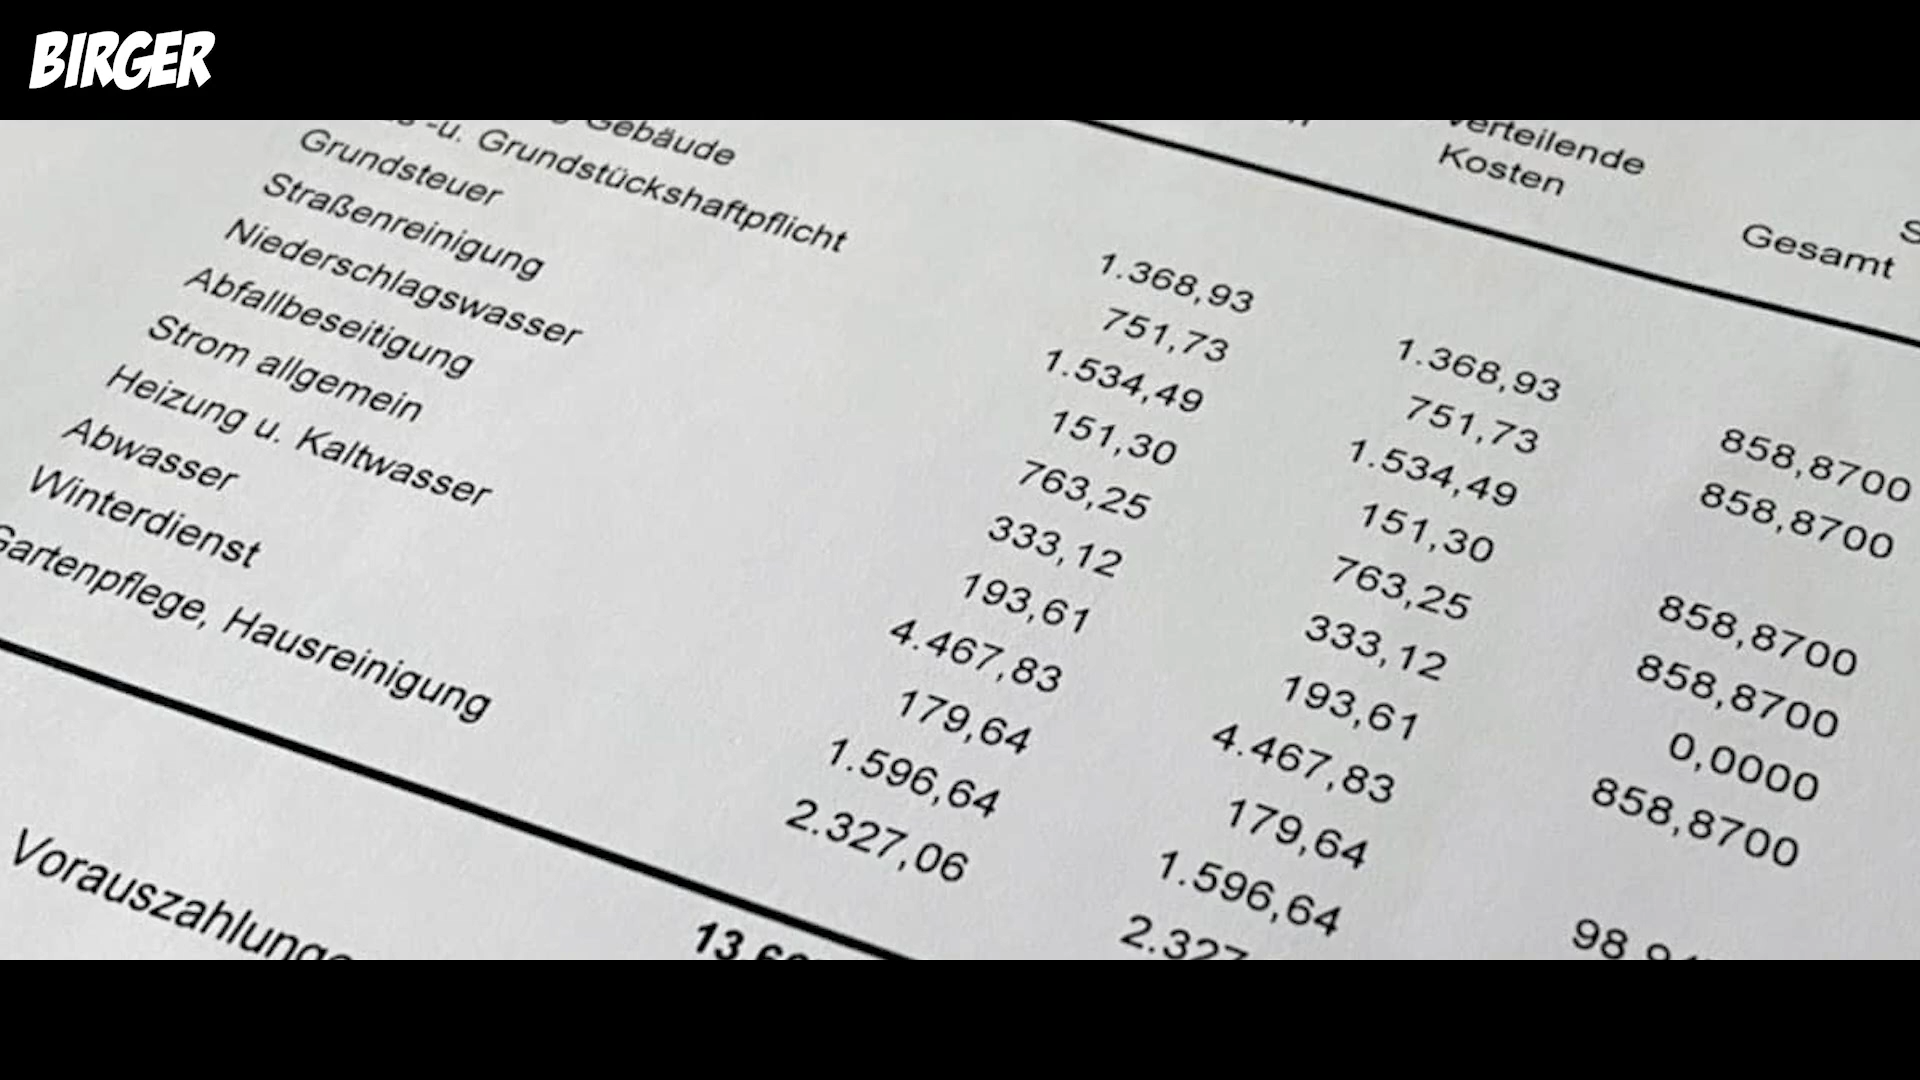 BIRGER
Gebäude
-u. Grundstückshaftpflicht
Grundsteuer
Straßenreinigung
Niederschlagswasser
Abfallbeseitigung
Strom allgemein
Heizung u. Kaltwasser
Abwasser
Winterdienst
Gartenpflege, Hausreinigung
Vorauszahlung
1.368,93
751,73
1.534,49
151,30
763,25
333,12
193,61
4.467,83
179,64
1.596,64
2.327,06
verteilende
Kosten
1.368,93
751,73
1.534,49
151,30
763,25
333,12
193,61
4.467,83
179,64
1.596,64
2.327
Gesamt
858,8700
858,8700
858,8700
858,8700
0,0000
858,8700